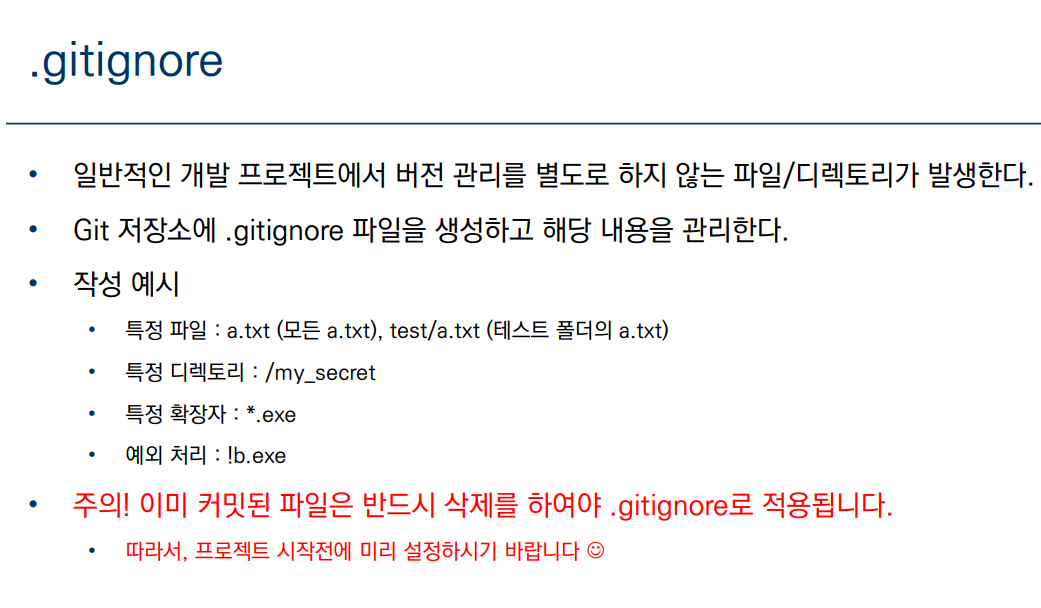 .gitignore
• 일반적인 개발 프로젝트에서 버전 관리를 별도로 하지 않는 파일/디렉토리가 발생한다.
• Git 저장소에 .gitignore 파일을 생성하고 해당 내용을 관리한다.
• 작성 예시
• 특정 파일 : a.txt (모든 a.txt), test/a.txt (테스트 폴더의 a.txt)
• 특정 디렉토리 : /my_secret
• 특정 확장자 : *.exe
• 예외 처리 : !b.exe
• 주의! 이미 커밋된 파일은 반드시 삭제를 하여야 .gitignore로 적용됩니다.
• 따라서, 프로젝트 시작전에 미리 설정하시기 바랍니다 ☺